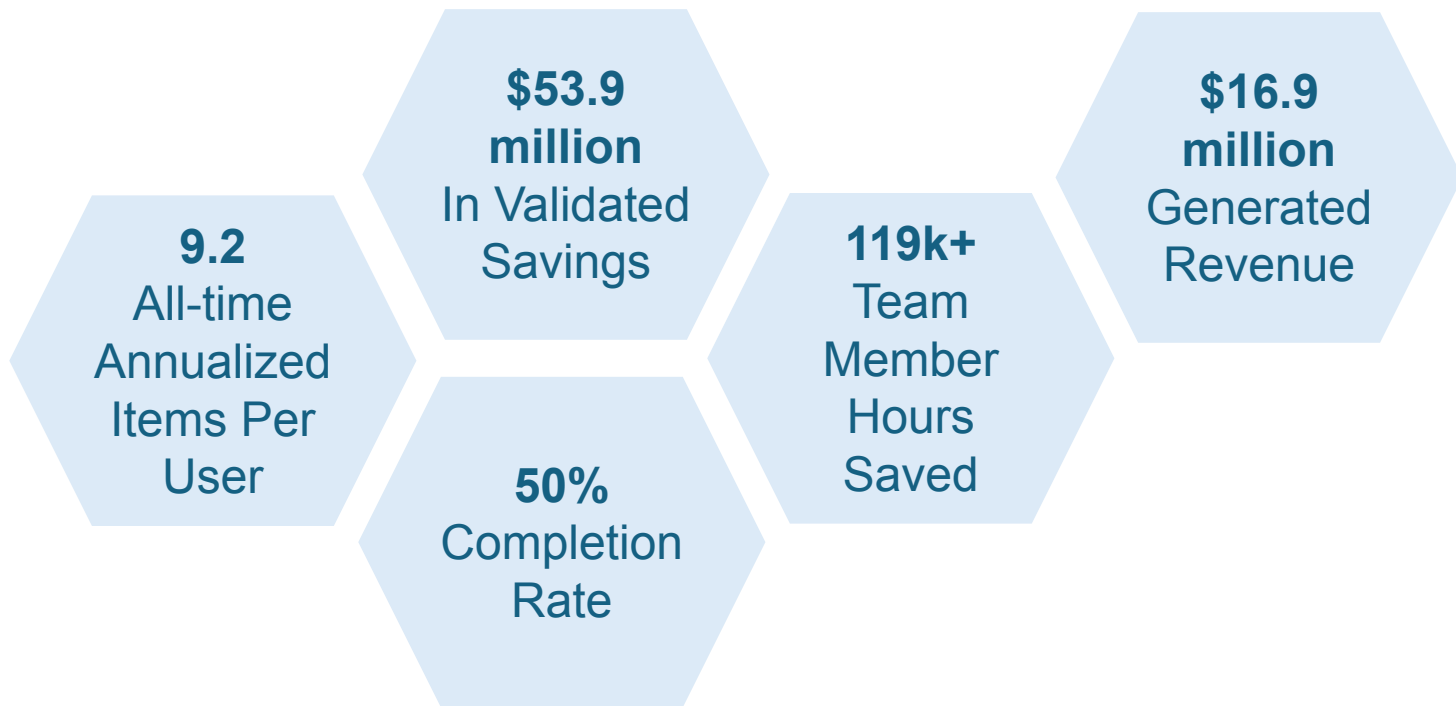 9.2
All-time
Annualized
Items Per
User
$53.9
million
In Validated
Savings
50%
Completion
Rate
119k+
Team
Member
Hours
Saved
$16.9
million
Generated
Revenue